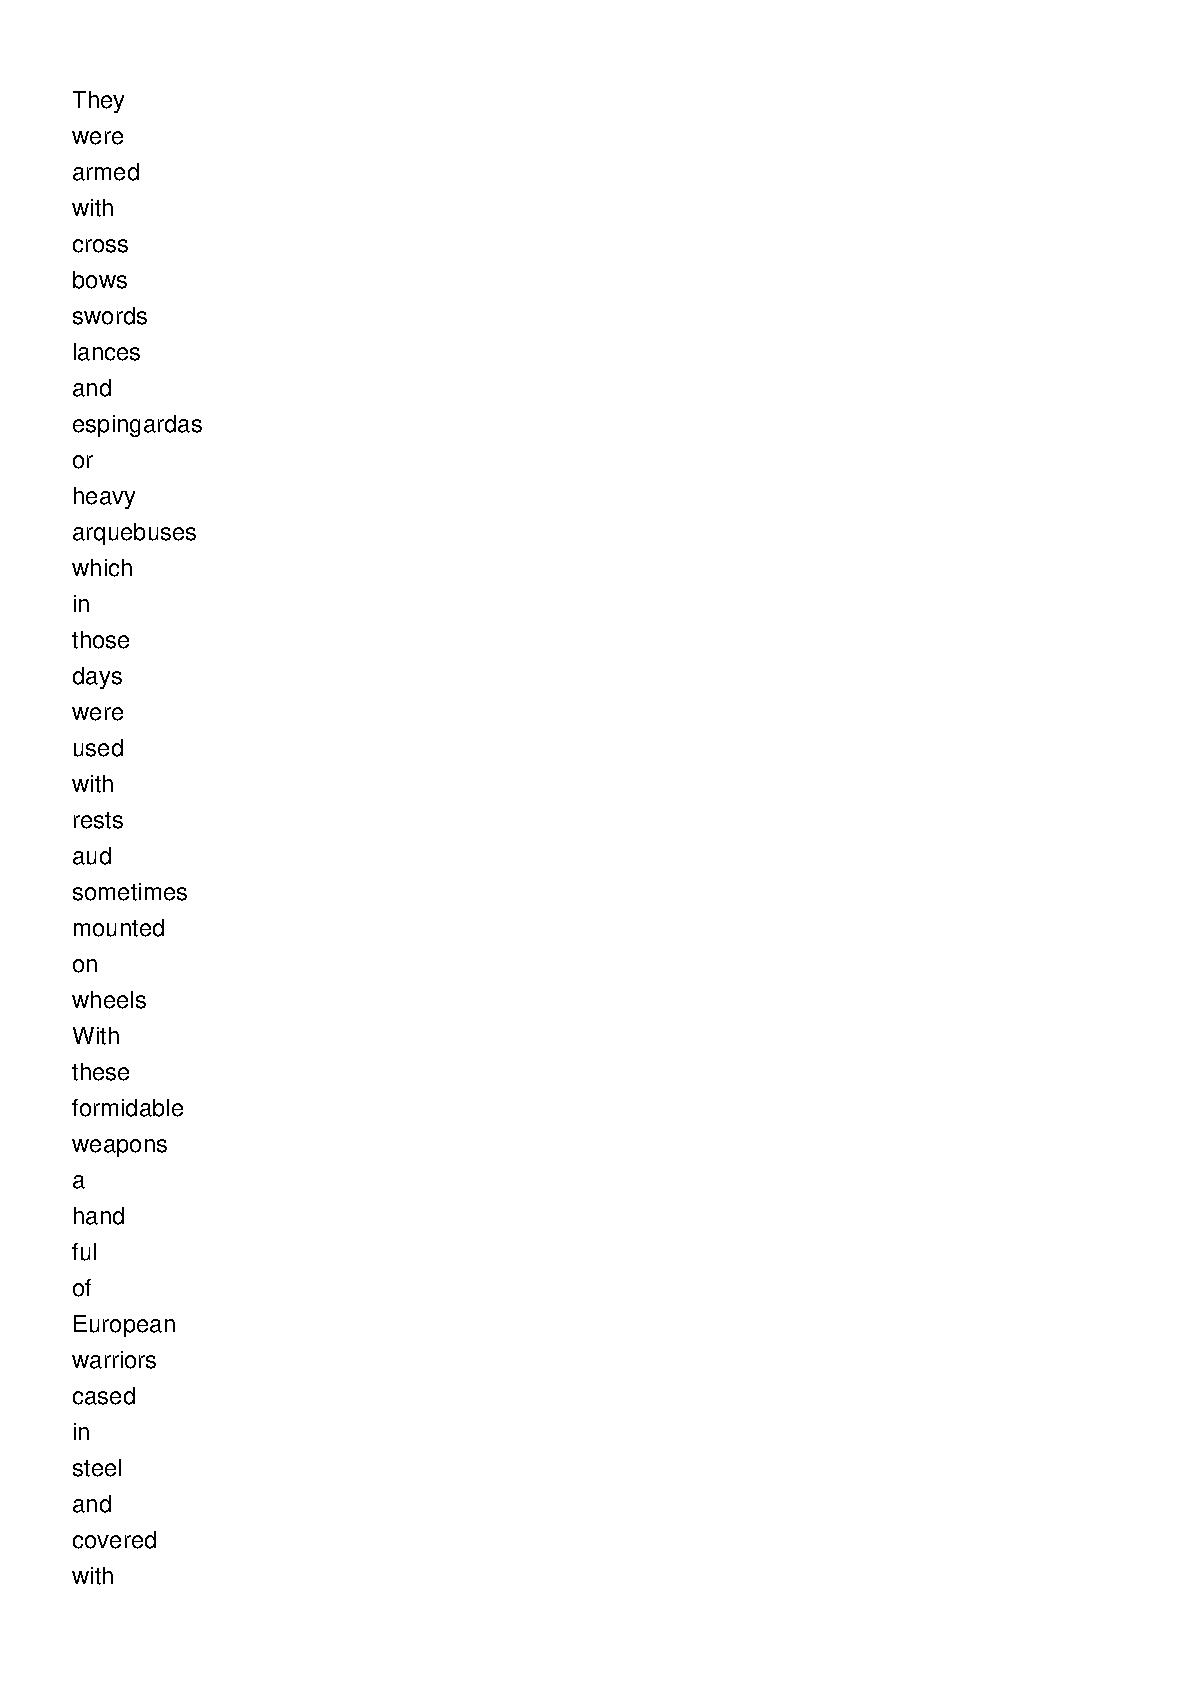 They
were
armed
with
cross
bows
swords
lances
and
espingardas
or
heavy
arquebuses
which
in
those
days
were
used
with
rests
aud
sometimes
mounted
on
wheels
With
these
formidable
weapons
a
hand
ful
of
European
warriors
cased
in
steel
and
covered
with